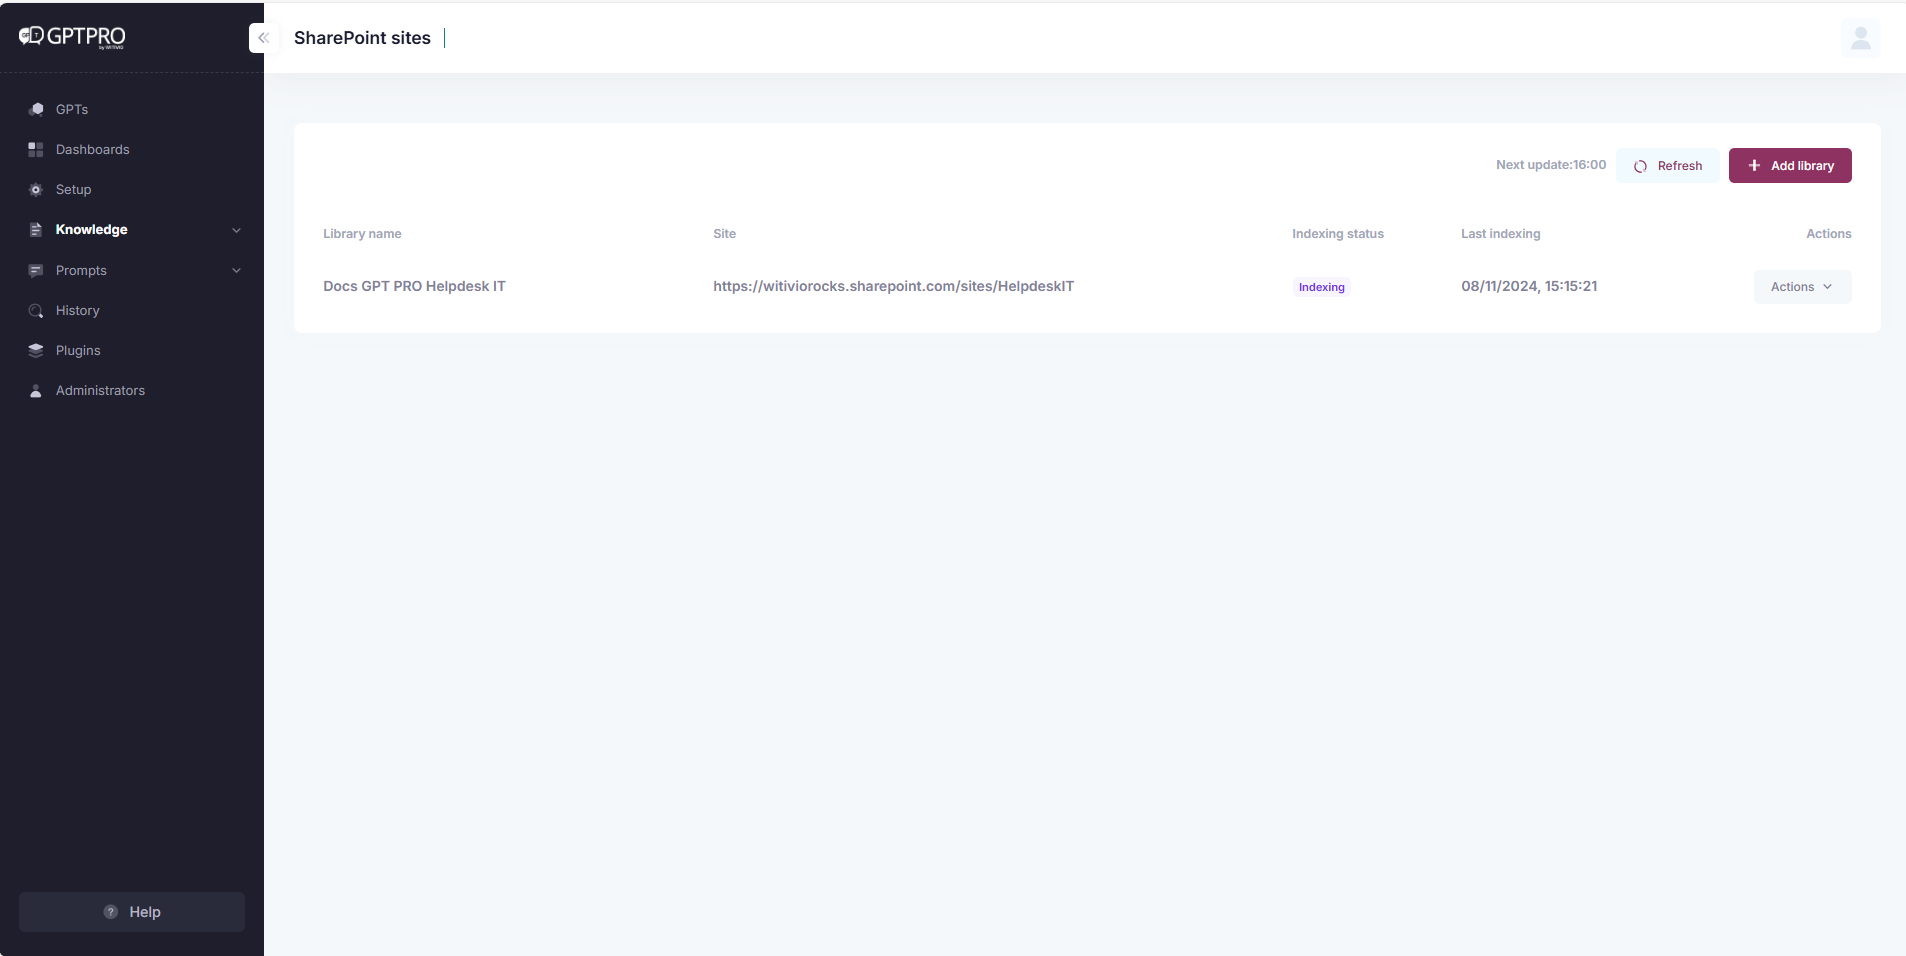 GPTPRO
by WITIVIO
SharePoint sites
GPTs
Dashboards
Setup
Knowledge
Prompts
History
Plugins
Administrators
Help
Next update:16:00
Refresh
Add library
Library name Site Indexing status Last indexing Actions
Docs GPT PRO Helpdesk IT https://witiviorocks.sharepoint.com/sites/HelpdeskIT Indexing 08/11/2024, 15:15:21 Actions